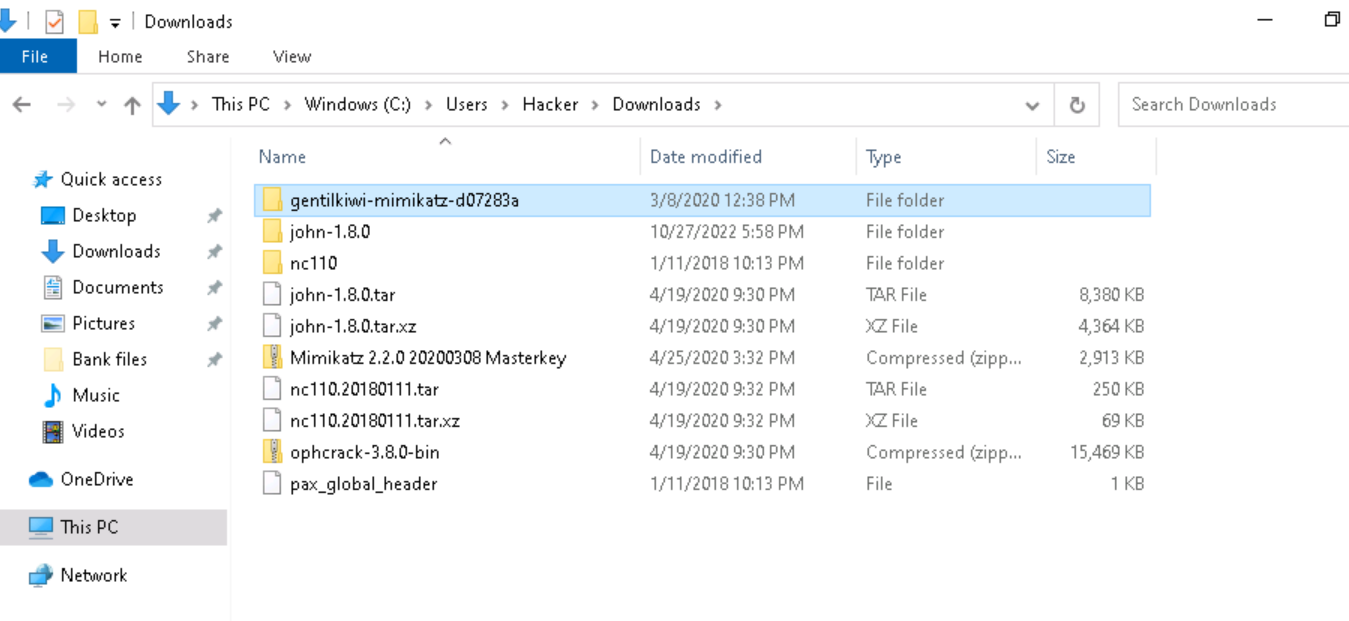 Downloads
File Home Share View
This PC > Windows (C:) > Users > Hacker > Downloads > Search Downloads
Name Date modified Type Size
Quick access
Desktop
Downloads
Documents
Pictures
Bank files
Music
Videos
OneDrive
This PC
Network
gentilkiwi-mimikatz-d07283a 3/8/2020 12:38 PM File folder
john-1.8.0 10/27/2022 5:58 PM File folder
nc110 1/11/2018 10:13 PM File folder
john-1.8.0.tar 4/19/2020 9:30 PM TAR File 8,380 KB
john-1.8.0.tar.xz 4/19/2020 9:30 PM XZ File 4,364 KB
Mimikatz 2.2.0 20200308 Masterkey 4/25/2020 3:32 PM Compressed (zipp... 2,913 KB
nc110.20180111.tar 4/19/2020 9:32 PM TAR File 250 KB
nc110.20180111.tar.xz 4/19/2020 9:32 PM XZ File 69 KB
ophcrack-3.8.0-bin 4/19/2020 9:30 PM Compressed (zipp... 15,469 KB
pax_global_header 1/11/2018 10:13 PM File 1 KB